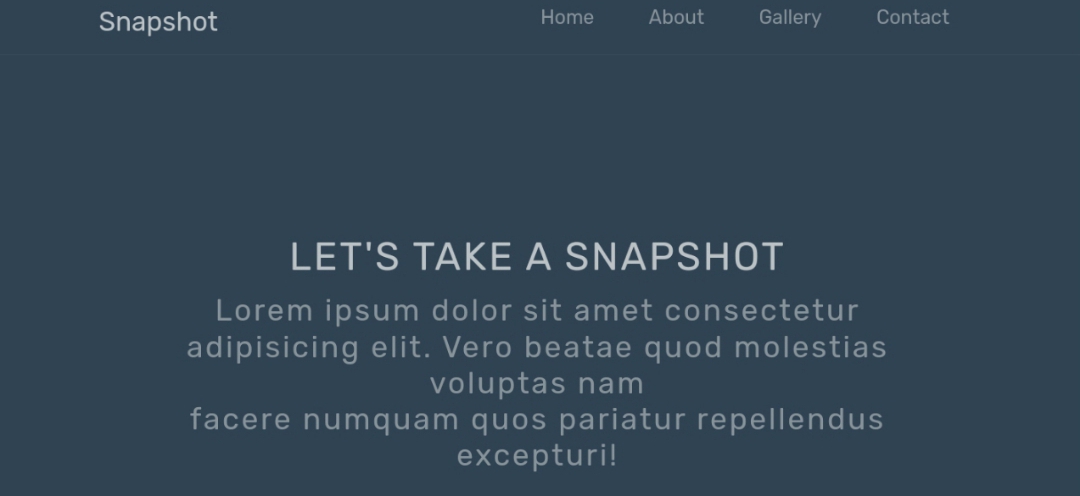 Snapshot
Home About Gallery Contact
LET'S TAKE A SNAPSHOT
Lorem ipsum dolor sit amet consectetur
adipisicing elit. Vero beatae quod molestias
voluptas nam
facere numquam quos pariatur repellendus
excepturi!